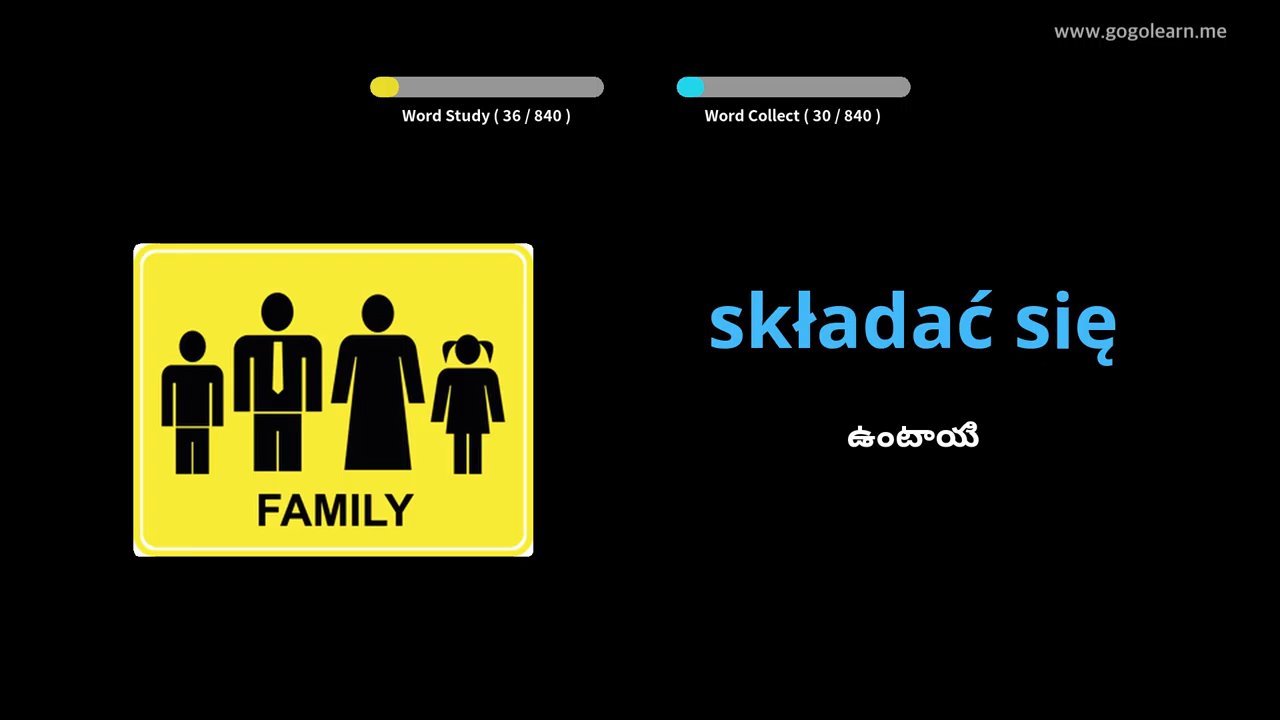 www.gogolearn.me
Word Study ( 36 / 840 )
Word Collect ( 30 / 840 )
składać się
ఉంటాయి
FAMILY